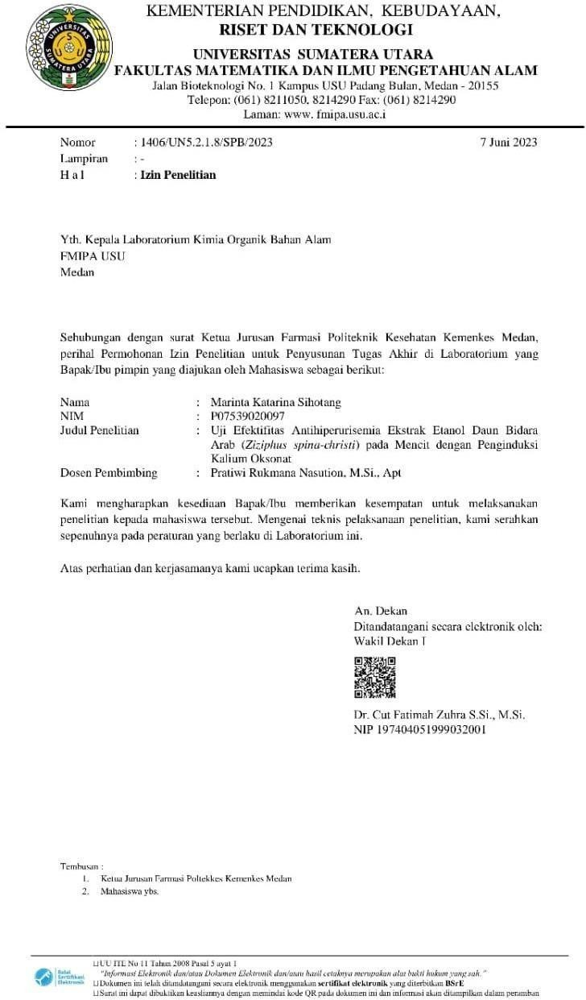 KEMENTERIAN PENDIDIKAN, KEBUDAYAAN,
RISET DAN TEKNOLOGI
UNIVERSITAS SUMATERA UTARA
FAKULTAS MATEMATIKA DAN ILMU PENGETAHUAN ALAM
Jalan Bioteknologi No. 1 Kampus USU Padang Bulan, Medan - 20155
Telepon: (061) 8211050, 8214290 Fax: (061) 8214290
Laman: www. fmipa.usu.ac.i
UNIVERSITAS
SUMATERA UTARA
Nomor : 1406/UN5.2.1.8/SPB/2023 7 Juni 2023
Lampiran : -
H a l : Izin Penelitian
Yth. Kepala Laboratorium Kimia Organik Bahan Alam
FMIPA USU
Medan
Sehubungan dengan surat Ketua Jurusan Farmasi Politeknik Kesehatan Kemenkes Medan,
perihal Permohonan Izin Penelitian untuk Penyusunan Tugas Akhir di Laboratorium yang
Bapak/Ibu pimpin yang diajukan oleh Mahasiswa sebagai berikut:
Nama : Marinta Katarina Sihotang
NIM : P07539020097
Judul Penelitian : Uji Efektifitas Antihiperurisemia Ekstrak Etanol Daun Bidara
Arab (Ziziphus spina-christi) pada Mencit dengan Penginduksi
Kalium Oksonat
Dosen Pembimbing : Pratiwi Rukmana Nasution, M.Si., Apt
Kami mengharapkan kesediaan Bapak/Ibu memberikan kesempatan untuk melaksanakan
penelitian kepada mahasiswa tersebut. Mengenai teknis pelaksanaan penelitian, kami serahkan
sepenuhnya pada peraturan yang berlaku di Laboratorium ini.
Atas perhatian dan kerjasamanya kami ucapkan terima kasih.
An. Dekan
Ditandatangani secara elektronik oleh:
Wakil Dekan I
Dr. Cut Fatimah Zuhra S.Si., M.Si.
NIP 197404051999032001
Tembusan :
1. Ketua Jurusan Farmasi Poltekkes Kemenkes Medan
2. Mahasiswa ybs.
Balai
Sertifikasi
Elektronik
UU ITE No 11 Tahun 2008 Pasal 5 ayat 1
"Informasi Elektronik dan/atau Dokumen Elektronik dan/atau hasil cetaknya merupakan alat bukti hukum yang sah."
Dokumen ini telah ditandatangani secara elektronik menggunakan sertifikat elektronik yang diterbitkan BSrE
Surat ini dapat dibuktikan keasliannya dengan memindai kode QR pada dokumen ini dan informasi akan ditampilkan dalam peramban